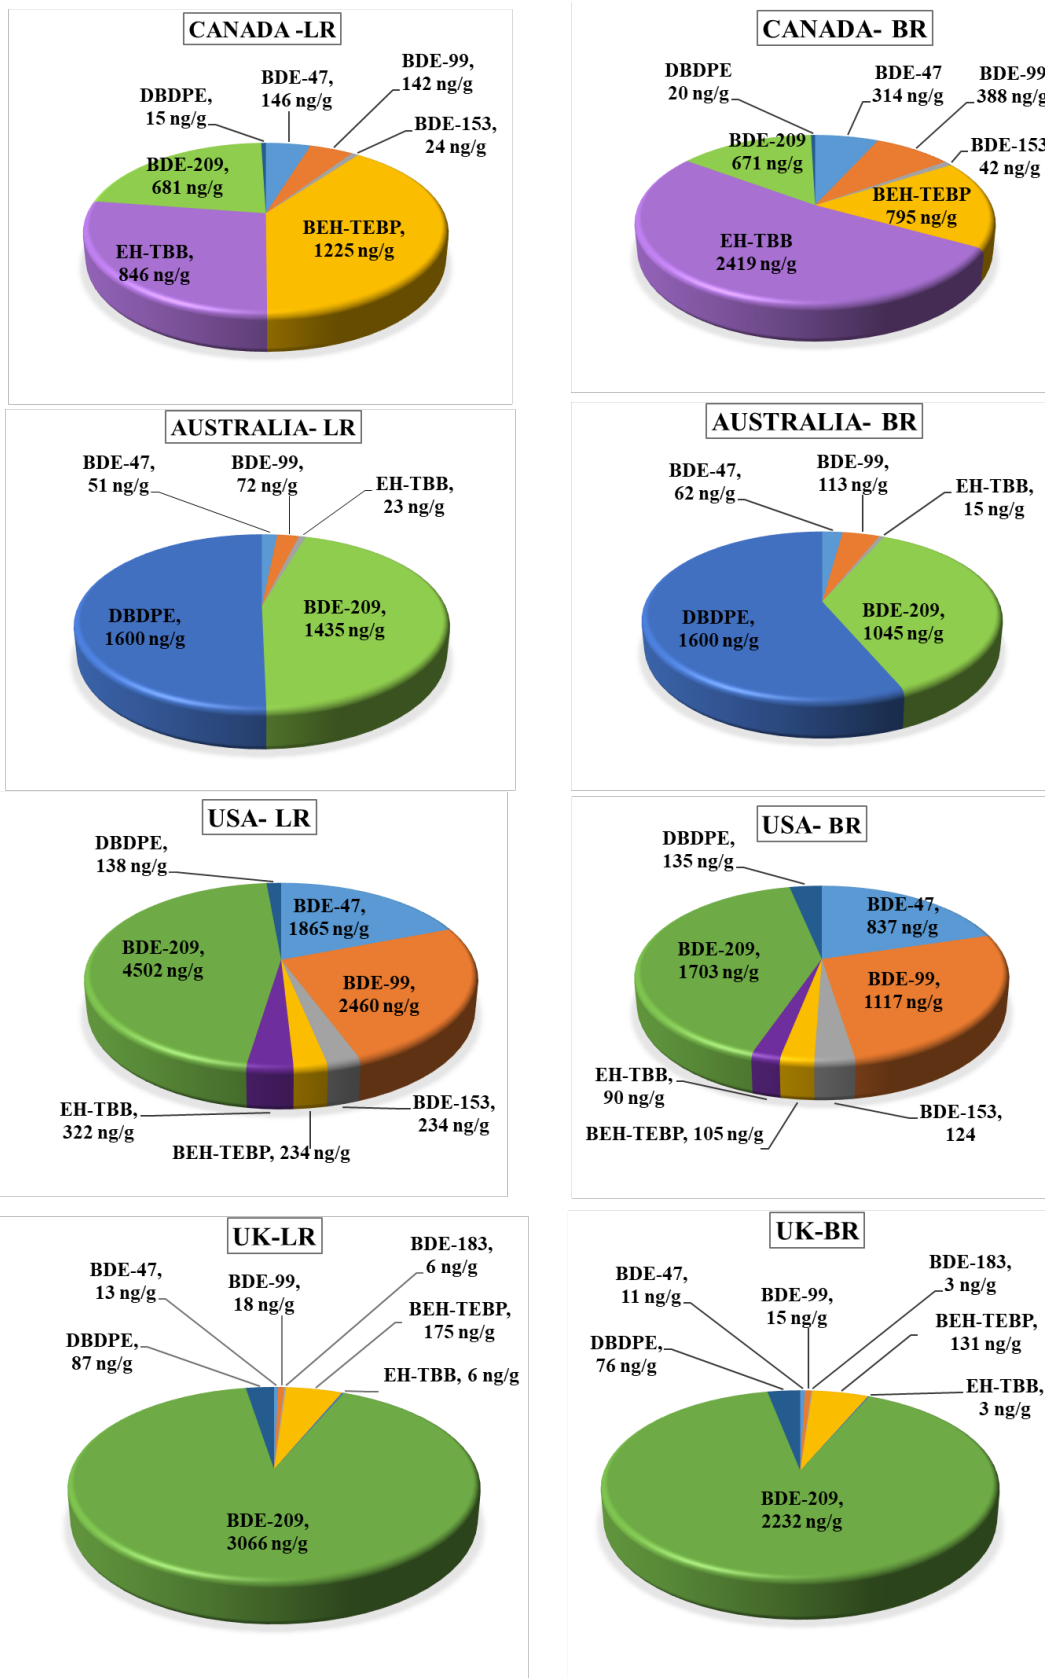 CANADA -LR
BDE-47,
146 ng/g
BDE-99,
142 ng/g
BDE-153,
24 ng/g
DBDPE,
15 ng/g
BDE-209,
681 ng/g
BEH-TEBP,
1225 ng/g
EH-TBB,
846 ng/g
CANADA- BR
DBDPE
20 ng/g
BDE-47
314 ng/g
BDE-99
388 ng/g
BDE-153
42 ng/g
BDE-209
671 ng/g
BEH-TEBP
795 ng/g
EH-TBB
2419 ng/g
AUSTRALIA- LR
BDE-47,
51 ng/g
BDE-99,
72 ng/g
EH-TBB,
23 ng/g
DBDPE,
1600 ng/g
BDE-209,
1435 ng/g
AUSTRALIA- BR
BDE-47,
62 ng/g
BDE-99,
113 ng/g
EH-TBB,
15 ng/g
DBDPE,
1600 ng/g
BDE-209,
1045 ng/g
USA- LR
DBDPE,
138 ng/g
BDE-47,
1865 ng/g
BDE-209,
4502 ng/g
BDE-99,
2460 ng/g
EH-TBB,
322 ng/g
BEH-TEBP, 234 ng/g
BDE-153,
234 ng/g
USA- BR
DBDPE,
135 ng/g
BDE-47,
837 ng/g
BDE-209,
1703 ng/g
BDE-99,
1117 ng/g
EH-TBB,
90 ng/g
BEH-TEBP, 105 ng/g
BDE-153,
124
UK-LR
BDE-47,
13 ng/g
BDE-99,
18 ng/g
BDE-183,
6 ng/g
BEH-TEBP,
175 ng/g
DBDPE,
87 ng/g
EH-TBB, 6 ng/g
BDE-209,
3066 ng/g
UK-BR
BDE-47,
11 ng/g
BDE-99,
15 ng/g
BDE-183,
3 ng/g
BEH-TEBP,
131 ng/g
DBDPE,
76 ng/g
EH-TBB,
3 ng/g
BDE-209,
2232 ng/g